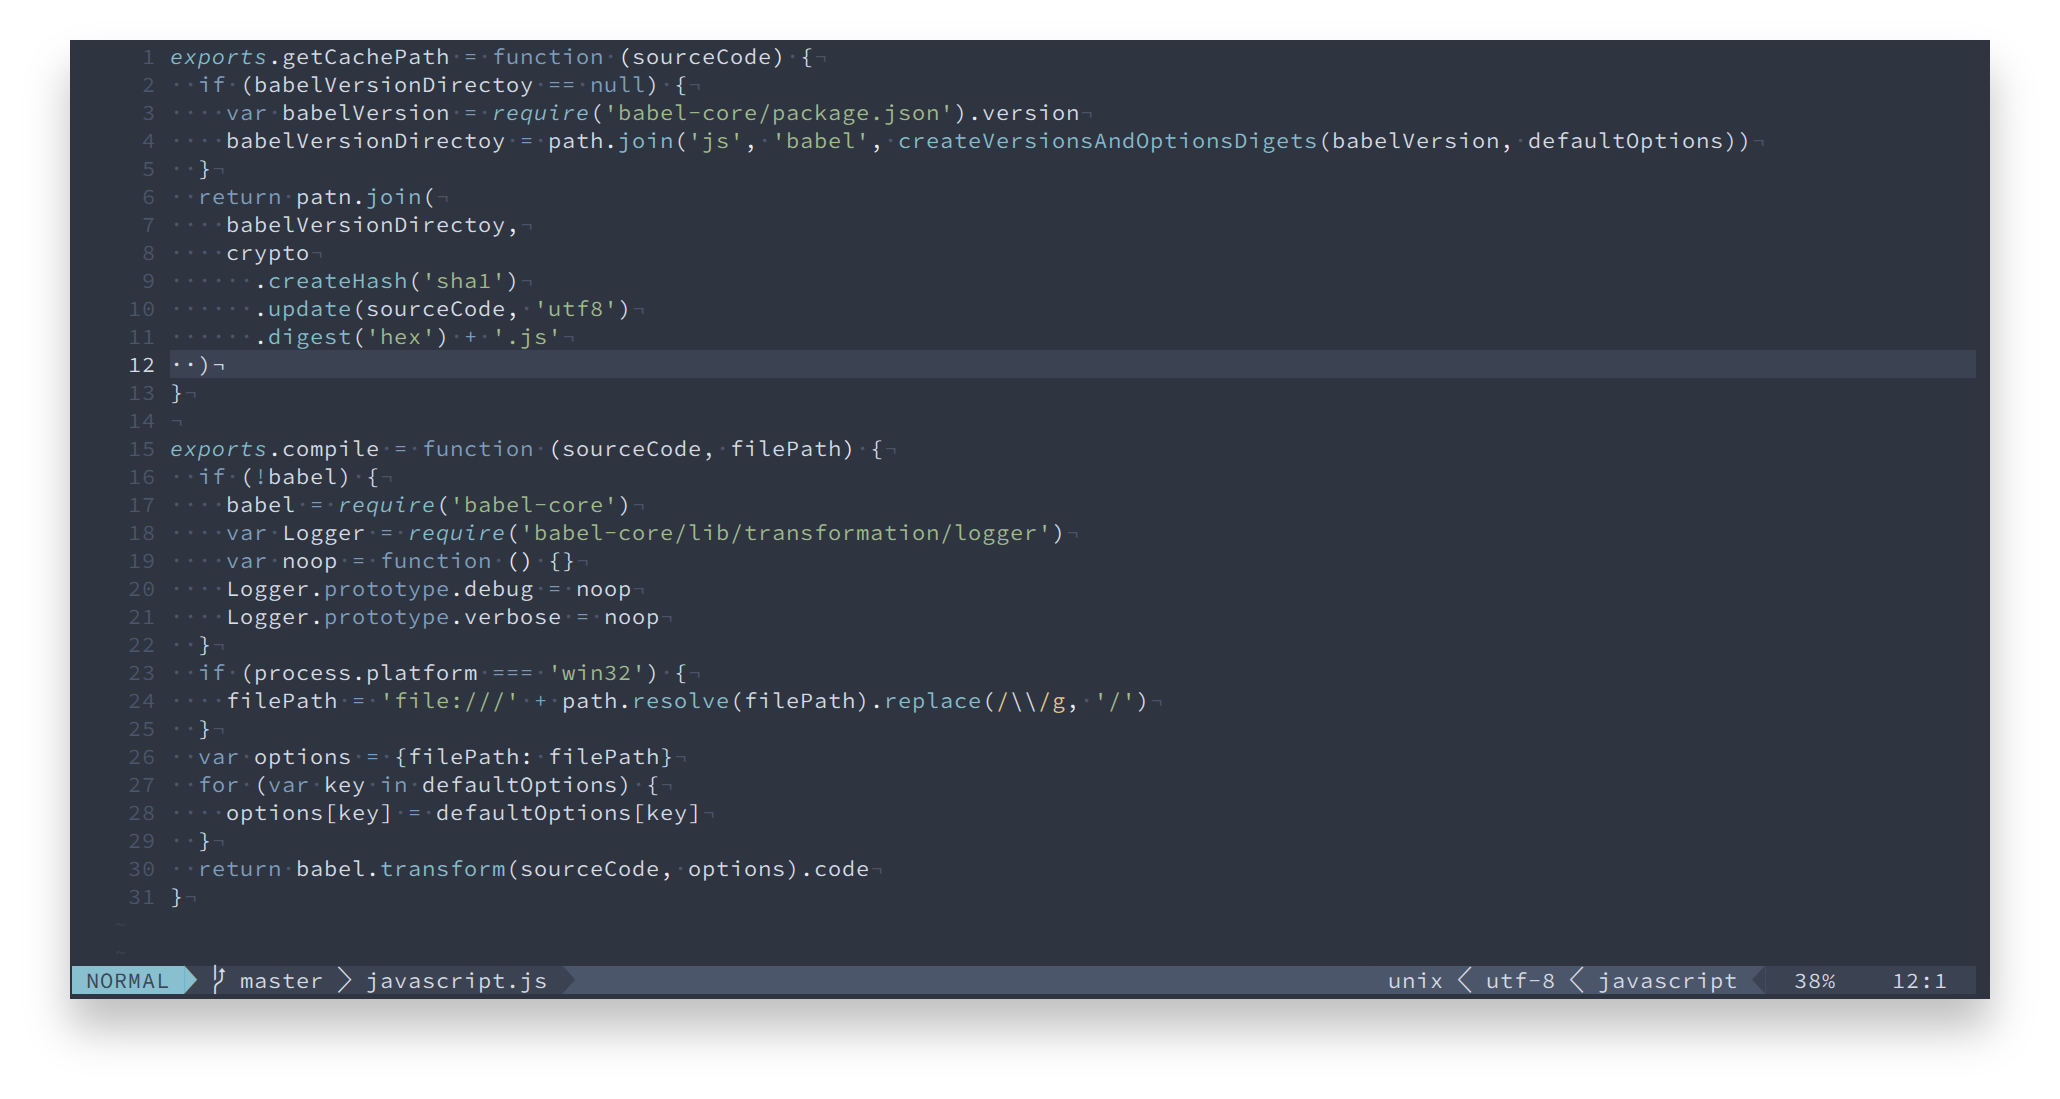 1 exports.getCachePath = function (sourceCode) {¬
2 ··if·(babelVersionDirectoy·==·null)·{¬
3 ····var·babelVersion·=·require('babel-core/package.json').version¬
4 ····babelVersionDirectoy·=·path.join('js',·'babel',·createVersionsAndOptionsDigets(babelVersion,·defaultOptions))¬
5 ··}¬
6 ··return·patn.join(¬
7 ····babelVersionDirectoy,¬
8 ····crypto¬
9 ······.createHash('sha1')¬
10 ······.update(sourceCode,·'utf8')¬
11 ······.digest('hex')·+·'.js'¬
12 ··)¬
13 }¬
14 ¬
15 exports.compile·=·function·(sourceCode,·filePath)·{¬
16 ··if·(!babel)·{¬
17 ····babel·=·require('babel-core')¬
18 ····var·Logger·=·require('babel-core/lib/transformation/logger')¬
19 ····var·noop·=·function·()·{}¬
20 ····Logger.prototype.debug·=·noop¬
21 ····Logger.prototype.verbose·=·noop¬
22 ··}¬
23 ··if·(process.platform·===·'win32')·{¬
24 ····filePath·=·'file:///'·+·path.resolve(filePath).replace(/\\/g,·'/')¬
25 ··}¬
26 ··var·options·=·{filePath:·filePath}¬
27 ··for·(var·key·in·defaultOptions)·{¬
28 ····options[key]·=·defaultOptions[key]¬
29 ··}¬
30 ··return·babel.transform(sourceCode,·options).code¬
31 }¬
~
~
NORMAL master javascript.js unix utf-8 javascript 38% 12:1